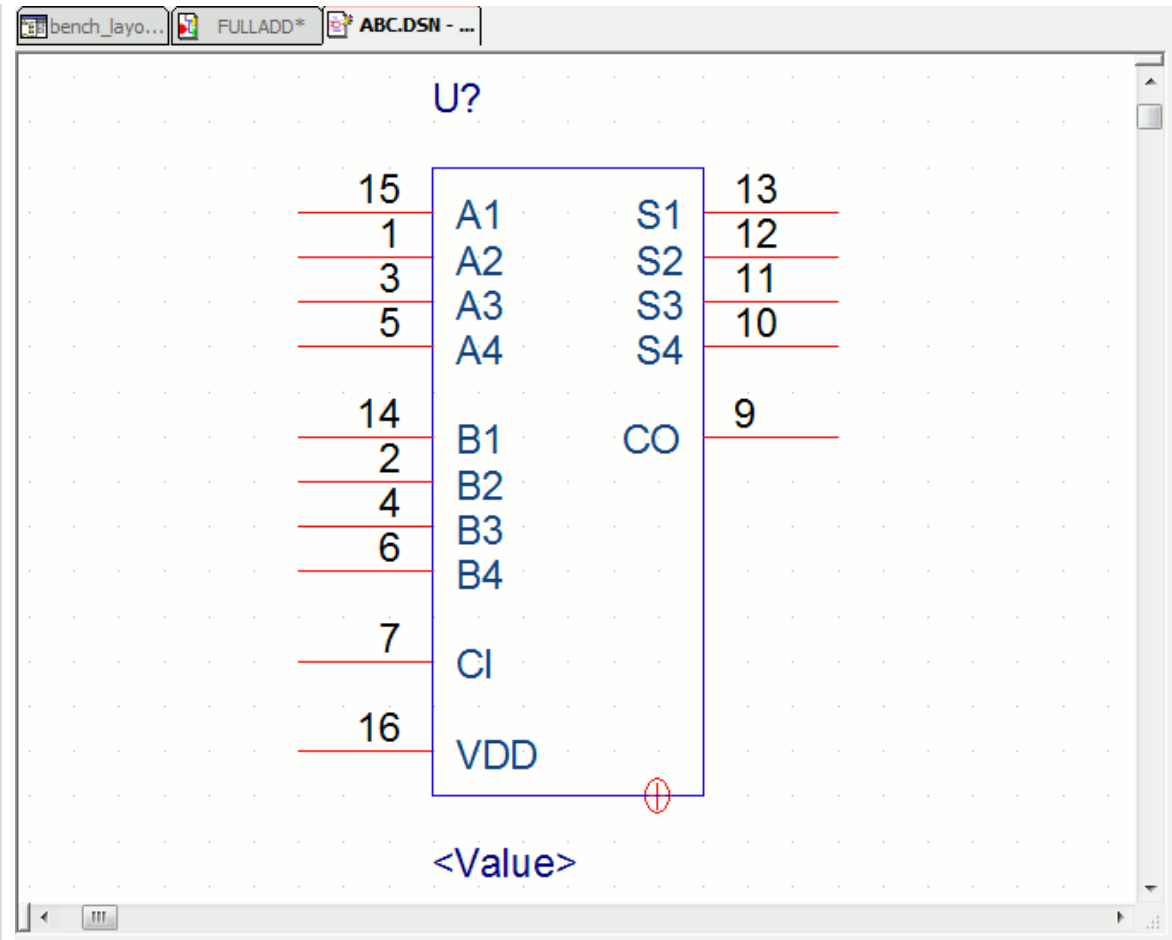 bench_layo... FULLADD* ABC.DSN - ...
U?
15 A1 S1 13
1 A2 S2 12
3 A3 S3 11
5 A4 S4 10
14 B1 CO 9
2 B2
4 B3
6 B4
7 CI
16 VDD
<Value>